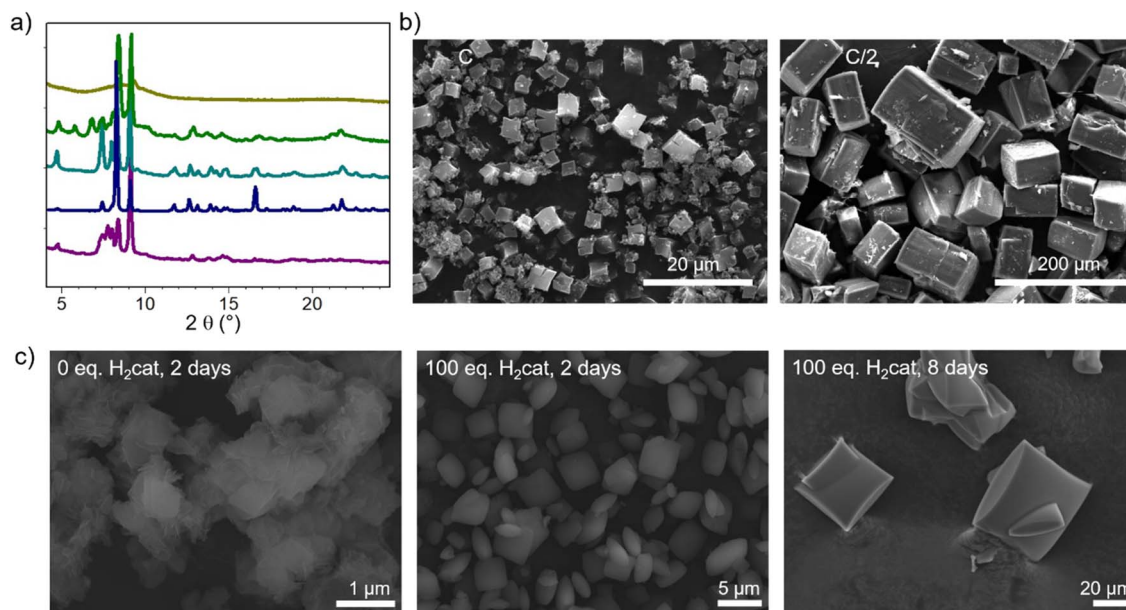 a)
b)
4
10
15
20
2 θ (°)
C
20 µm
C/2
200 µm
c)
0 eq. H₂cat, 2 days
1 µm
100 eq. H₂cat, 2 days
5 µm
100 eq. H₂cat, 8 days
20 µm